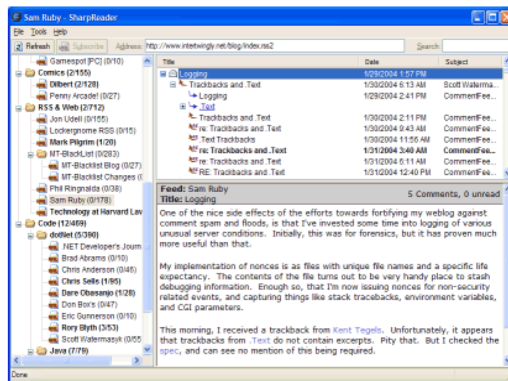 Sam Ruby - SharpReader
File Tools Help
Refresh Subscribe Address: http://www.intertwingly.net/blog/index.rss2 Search:
Gamespot [PC] (0/10)
Comics (2/155)
Dilbert (2/128)
Penny Arcade! (0/27)
RSS & Web (2/712)
Jon Udell (0/155)
Lockergnome RSS (0/15)
Mark Pilgrim (1/20)
MT-BlackList (0/283)
MT-Blacklist Blog (0/27)
MT-Blacklist Changes (
Phil Ringnalda (0/38)
Sam Ruby (0/178)
Technology at Harvard Lav
Code (12/469)
dotNet (5/390)
.NET Developer's Journ
Brad Abrams (0/10)
Chris Anderson (0/46)
Chris Sells (1/95)
Dare Obasanjo (1/28)
Don Box's (0/47)
Eric Gunnerson (0/10)
Rory Blyth (3/53)
Scott Watermasyk (0/55
Java (7/79)
Title Date Subject
Logging 1/29/2004 1:57 PM
Trackbacks and .Text 1/30/2004 6:13 AM Scott Waterma...
Logging 1/29/2004 2:41 PM CommentFee...
.Text
Trackbacks and .Text 1/30/2004 2:11 PM CommentFee...
re: Trackbacks and .Text 1/30/2004 9:43 AM CommentFee...
.Text Trackbacks 1/30/2004 11:56 AM CommentFee...
re: Trackbacks and .Text 1/31/2004 3:40 AM CommentFee...
re: Trackbacks and .Text 1/31/2004 6:11 AM CommentFee...
RE: Trackbacks and .Text 1/31/2004 12:40 PM CommentFee...
Feed: Sam Ruby
Title: Logging 5 Comments, 0 unread
One of the nice side effects of the efforts towards fortifying my weblog against
comment spam and floods, is that I've invested some time into logging of various
unusual server conditions. Initially, this was for forensics, but it has proven much
more useful than that.
My implementation of nonces is as files with unique file names and a specific life
expectancy. The contents of the file turns out to be very handy place to stash
debugging information. Enough so, that I'm now issuing nonces for non-security
related events, and capturing things like stack tracebacks, environment variables,
and CGI parameters.
This morning, I received a trackback from Kent Tegels. Unfortunately, it appears
that trackbacks from .Text do not contain excerpts. Pity that. But I checked the
spec, and can see no mention of this being required.
Done